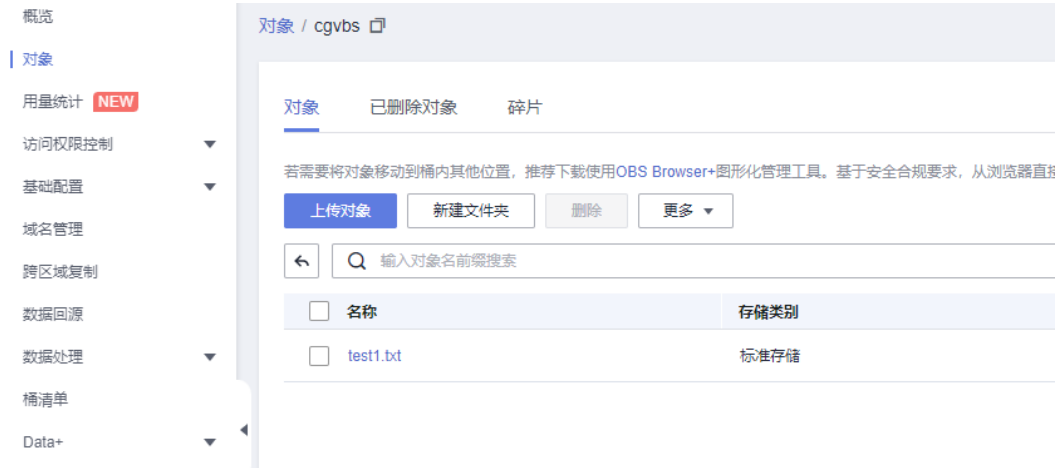 概览
对象
用量统计 NEW
访问权限控制
基础配置
域名管理
跨区域复制
数据回源
数据处理
桶清单
Data+
对象 / cgvbs
对象 已删除对象 碎片
若需要将对象移动到桶内其他位置，推荐下载使用OBS Browser+图形化管理工具。基于安全合规要求，从浏览器直接
上传对象 新建文件夹 删除 更多
输入对象名前缀搜索
名称 存储类别
test1.txt 标准存储